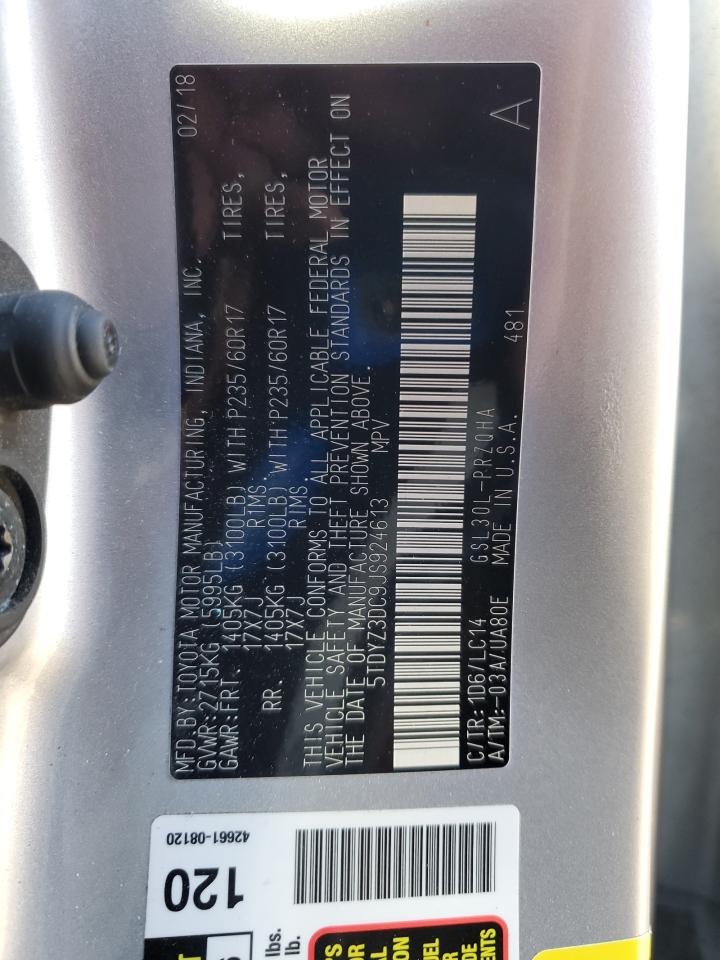 MFD.BY:TOYOTA MOTOR MANUFACTURING, INDIANA, INC. 02/18
GVWR:2715KG (5995LB)
GAWR:FRT. 1405KG (3100LB) WITH P235/60R17 TIRES,
17X7J RIMS.
RR. 1405KG (3100LB) WITH P235/60R17 TIRES,
17X7J RIMS.
THIS VEHICLE CONFORMS TO ALL APPLICABLE FEDERAL MOTOR
VEHICLE SAFETY AND THEFT PREVENTION STANDARDS IN EFFECT ON
THE DATE OF MANUFACTURE SHOWN ABOVE.
5TDYZ3DC9JS924613 MPV
C/TR:1D6/LC14 GSL30L-PRZQHA
A/TM:-03A/UA80E MADE IN U.S.A. 481 A
42661-08120
120
lbs.
lb.